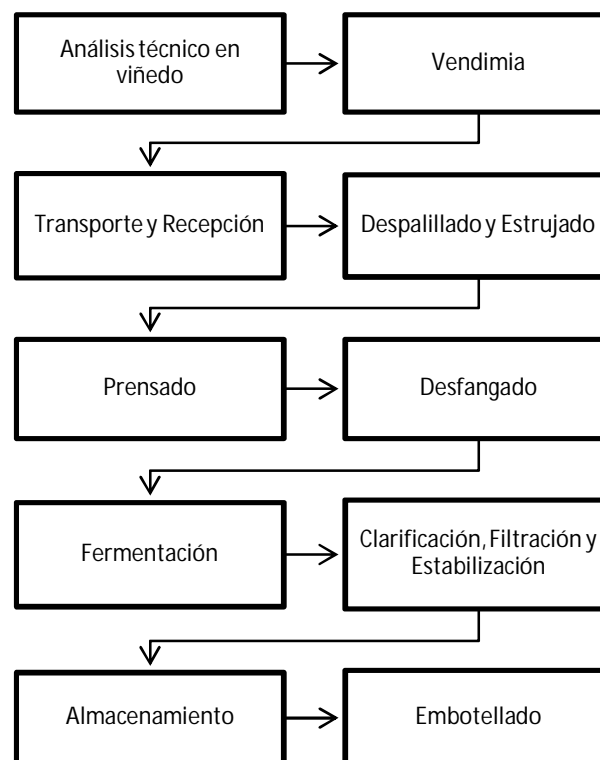 Análisis técnico en
viñedo
Vendimia
Transporte y Recepción
Despalillado y Estrujado
Prensado
Desfangado
Fermentación
Clarificación, Filtración y
Estabilización
Almacenamiento
Embotellado